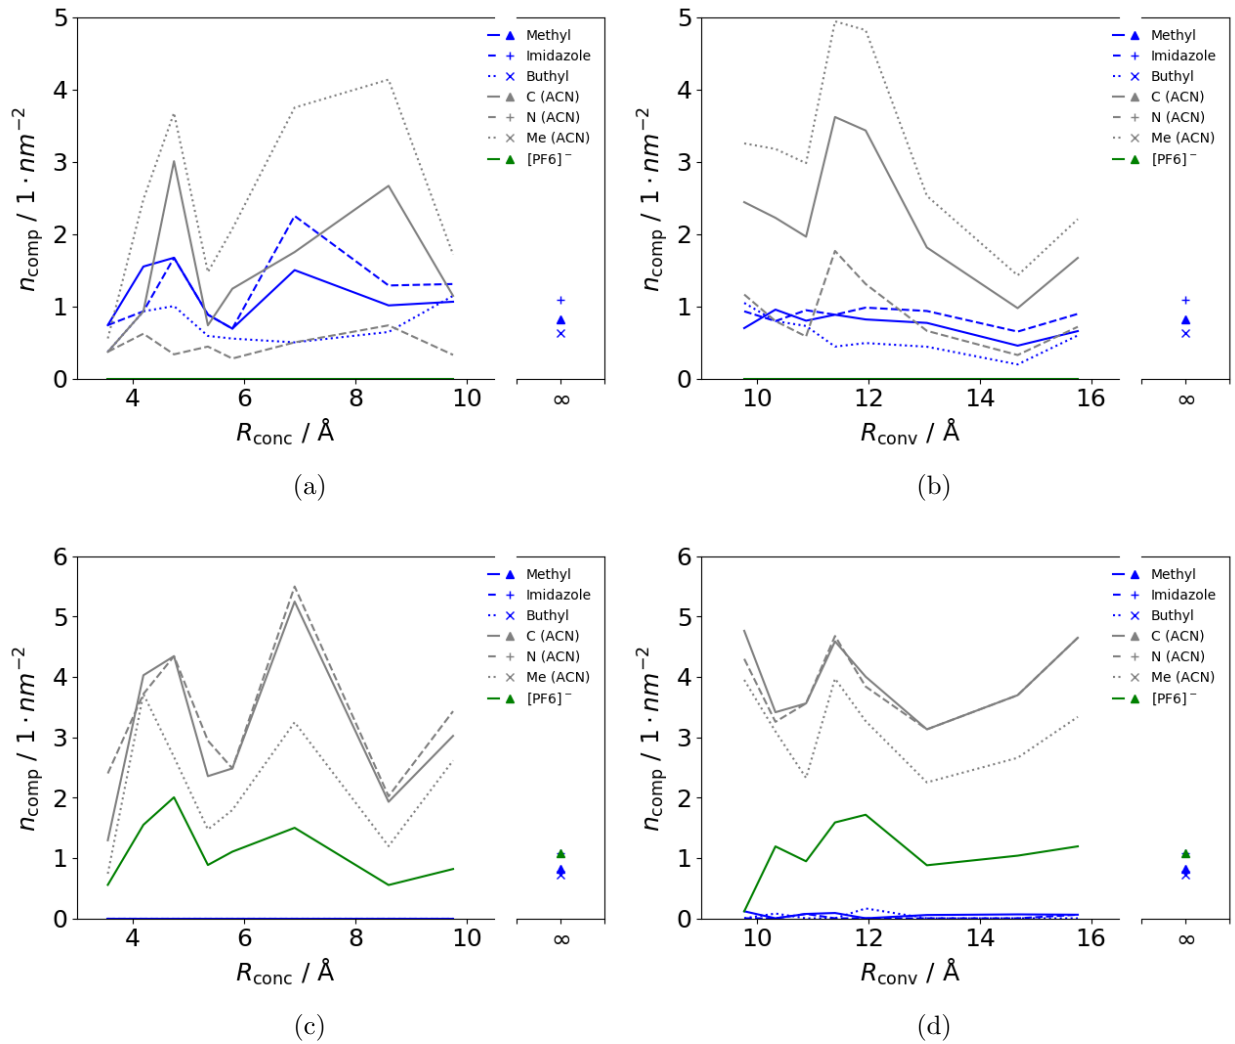 5
4
3
2
1
0
n_comp / 1 · nm⁻²
4 6 8 10 ∞
R_conc / Å
Methyl
Imidazole
Buthyl
C (ACN)
N (ACN)
Me (ACN)
[PF6]⁻
(a)
5
4
3
2
1
0
n_comp / 1 · nm⁻²
10 12 14 16 ∞
R_conv / Å
Methyl
Imidazole
Buthyl
C (ACN)
N (ACN)
Me (ACN)
[PF6]⁻
(b)
6
5
4
3
2
1
0
n_comp / 1 · nm⁻²
4 6 8 10 ∞
R_conc / Å
Methyl
Imidazole
Buthyl
C (ACN)
N (ACN)
Me (ACN)
[PF6]⁻
(c)
6
5
4
3
2
1
0
n_comp / 1 · nm⁻²
10 12 14 16 ∞
R_conv / Å
Methyl
Imidazole
Buthyl
C (ACN)
N (ACN)
Me (ACN)
[PF6]⁻
(d)